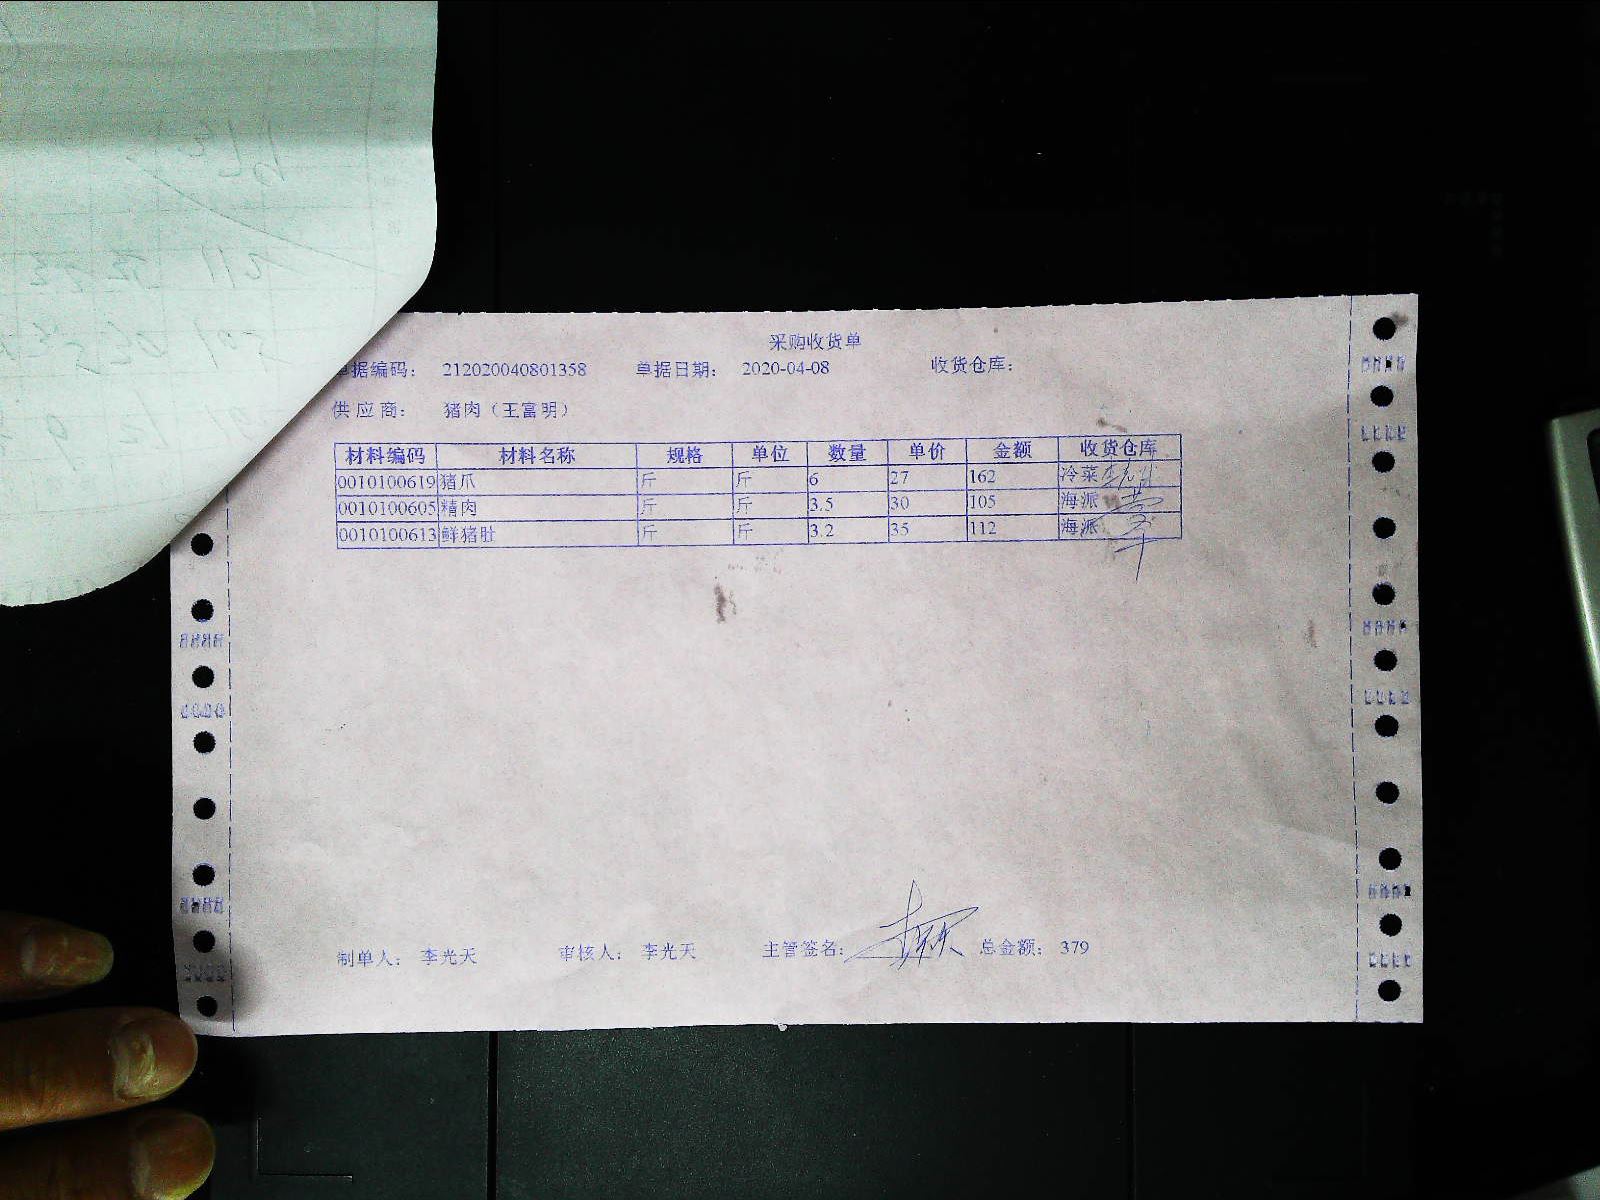 采购收货单
单据编码： 212020040801358 单据日期： 2020-04-08 收货仓库：
供应商： 猪肉（王富明）
材料编码 材料名称 规格 单位 数量 单价 金额 收货仓库
0010100619 猪爪 斤 斤 6 27 162 冷菜
0010100605 精肉 斤 斤 3.5 30 105 海派
0010100613 鲜猪肚 斤 斤 3.2 35 112 海派
制单人： 李光天 审核人： 李光天 主管签名： 总金额： 379